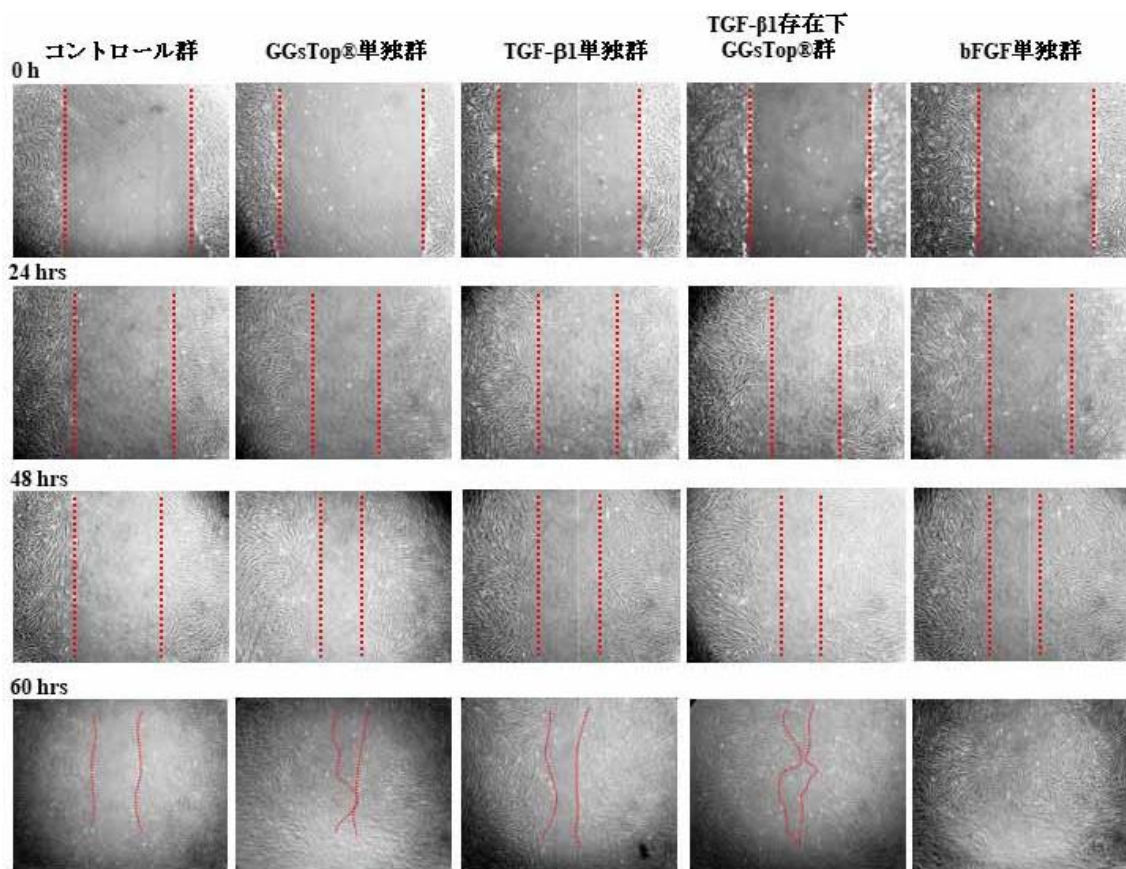 コントロール群
GGsTop®単独群
TGF-β1単独群
TGF-β1存在下
GGsTop®群
bFGF単独群
0 h
24 hrs
48 hrs
60 hrs